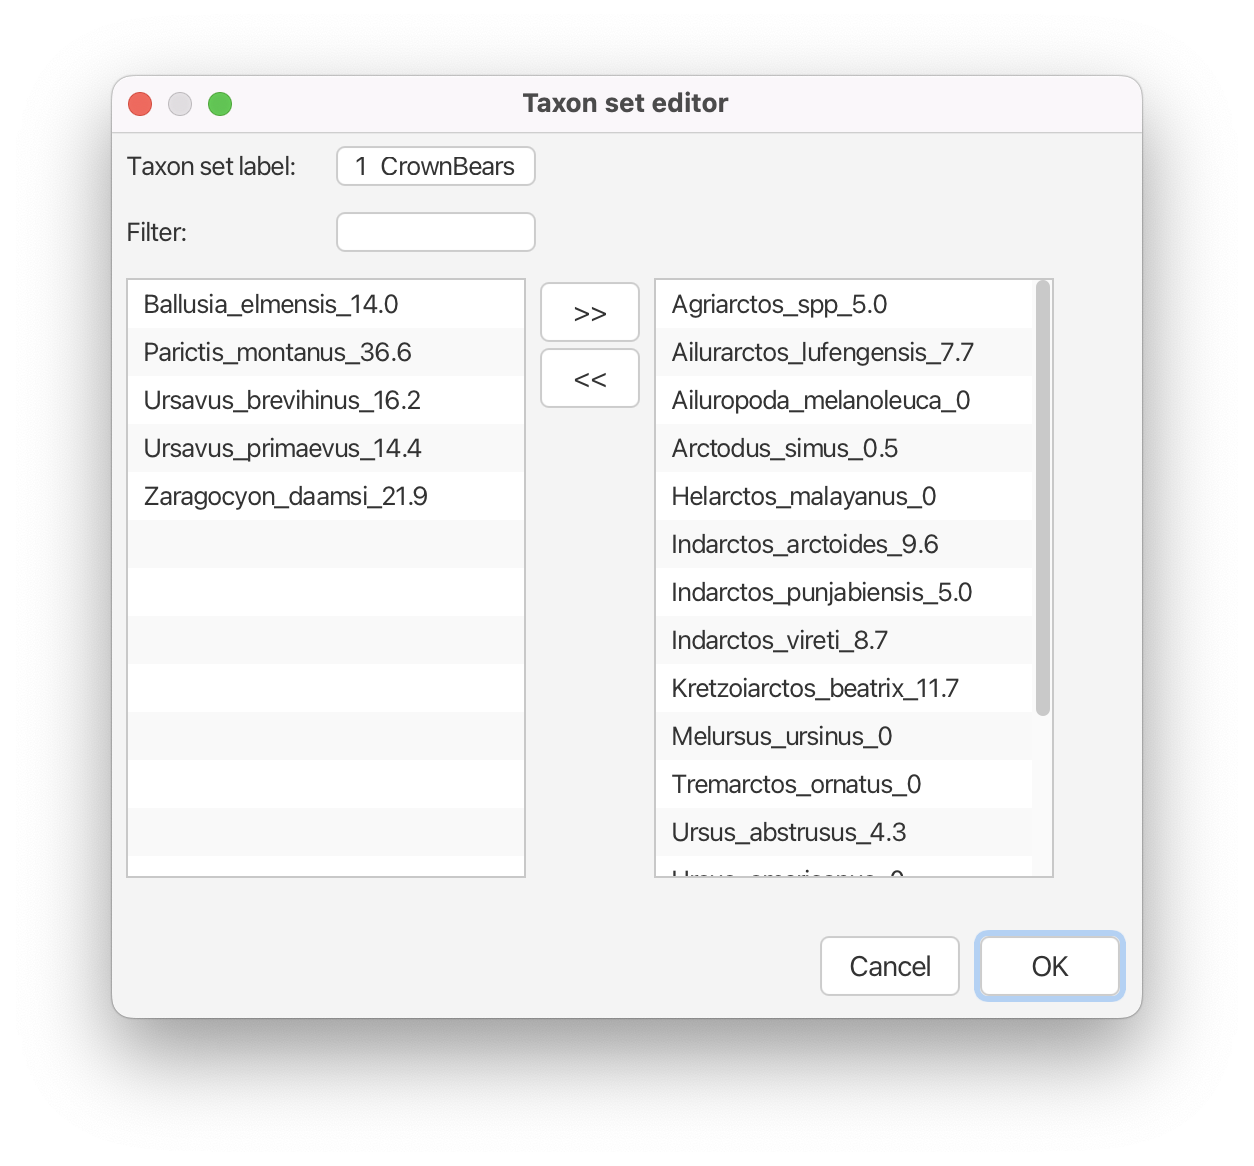 Taxon set editor
Taxon set label: 1 CrownBears
Filter:
Ballusia_elmensis_14.0
Parictis_montanus_36.6
Ursavus_brevihinus_16.2
Ursavus_primaevus_14.4
Zaragocyon_daamsi_21.9
>>
<<
Agriarctos_spp_5.0
Ailurarctos_lufengensis_7.7
Ailuropoda_melanoleuca_0
Arctodus_simus_0.5
Helarctos_malayanus_0
Indarctos_arctoides_9.6
Indarctos_punjabiensis_5.0
Indarctos_vireti_8.7
Kretzoiarctos_beatrix_11.7
Melursus_ursinus_0
Tremarctos_ornatus_0
Ursus_abstrusus_4.3
Cancel
OK